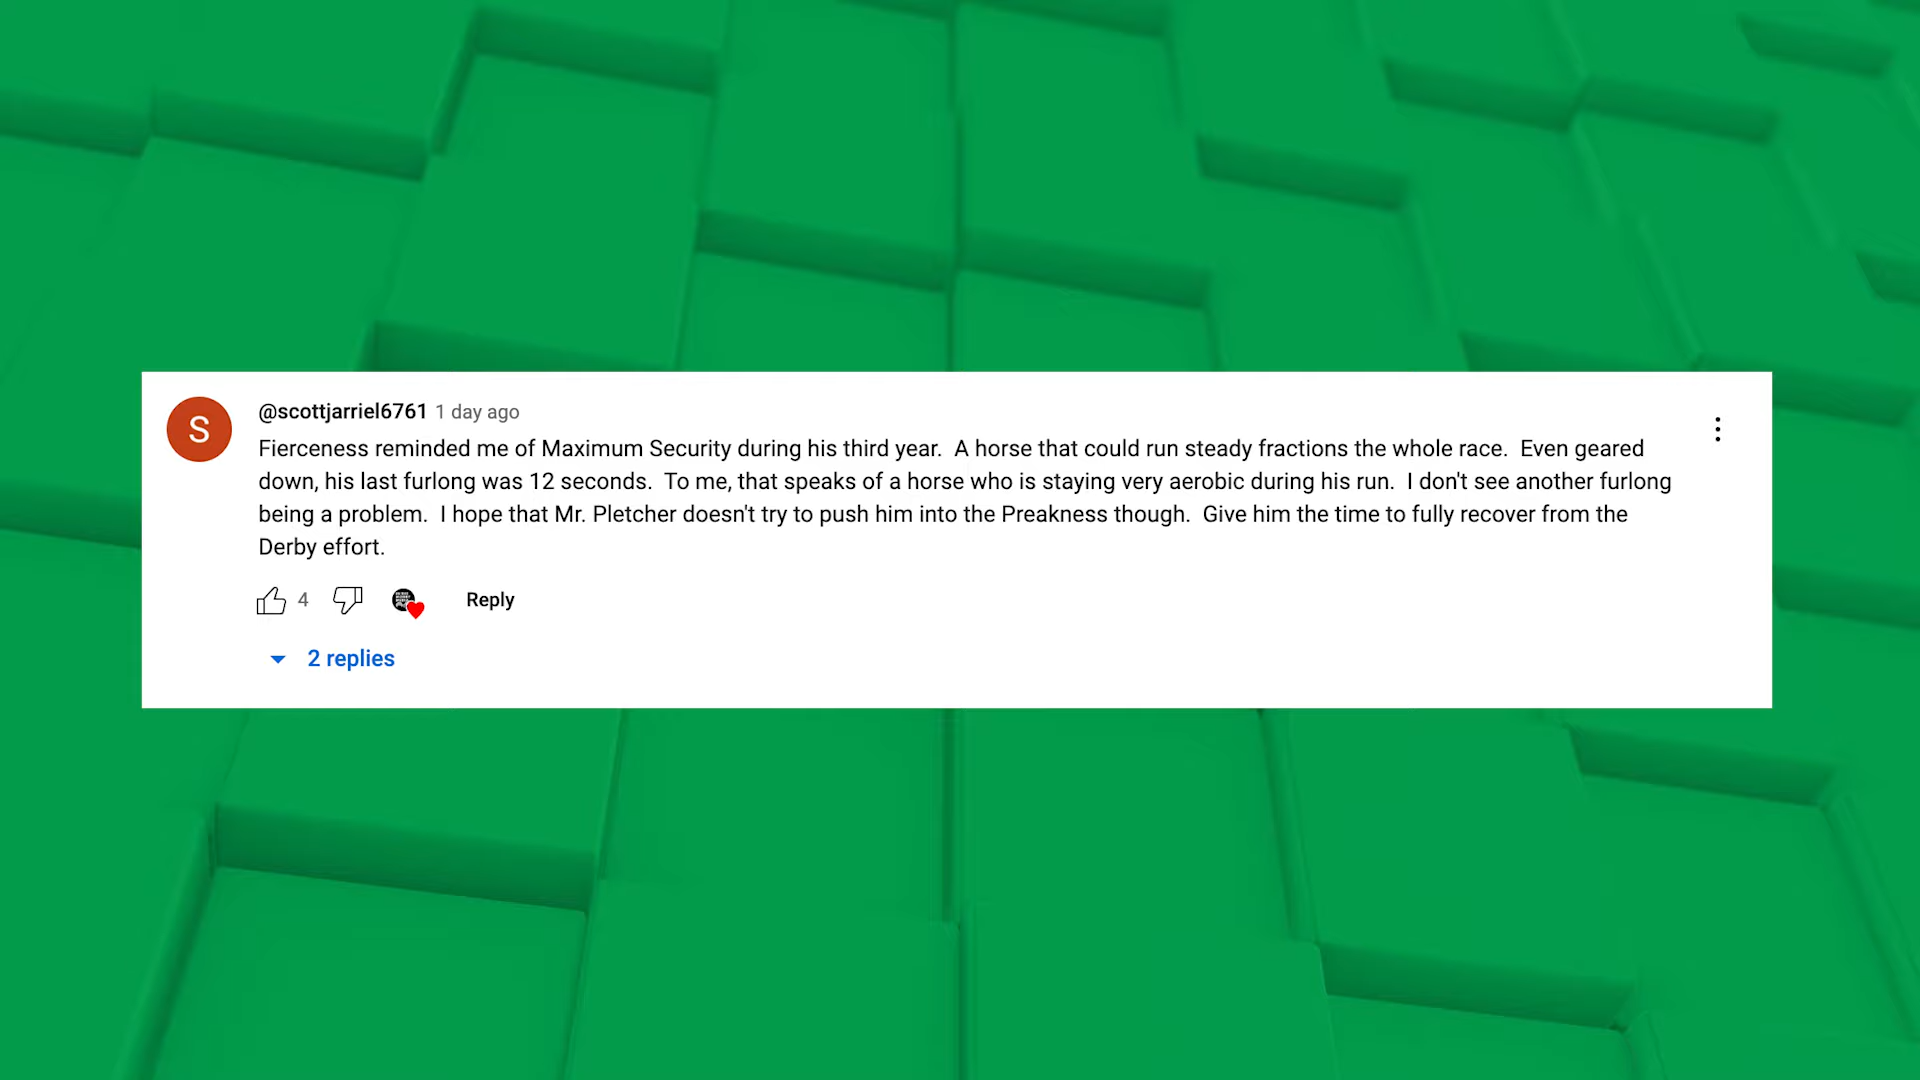 S
@scottjarriel6761 1 day ago
Fierceness reminded me of Maximum Security during his third year.  A horse that could run steady fractions the whole race.  Even geared
down, his last furlong was 12 seconds.  To me, that speaks of a horse who is staying very aerobic during his run.  I don't see another furlong
being a problem.  I hope that Mr. Pletcher doesn't try to push him into the Preakness though.  Give him the time to fully recover from the
Derby effort.
4 Reply
2 replies